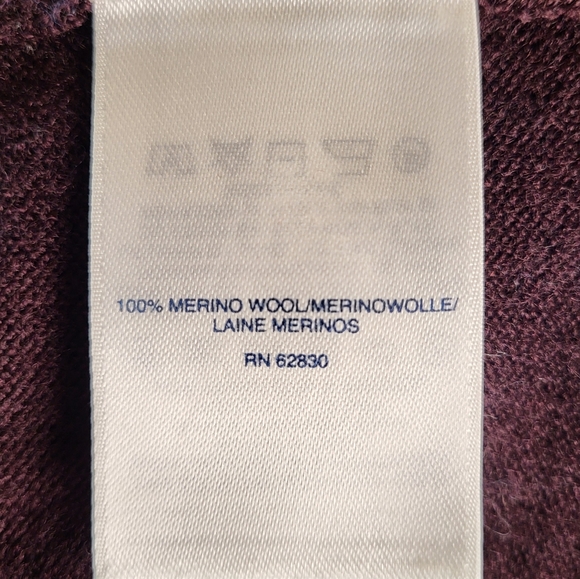 100% MERINO WOOL/MERINOWOLLE/
LAINE MERINOS
RN 62830